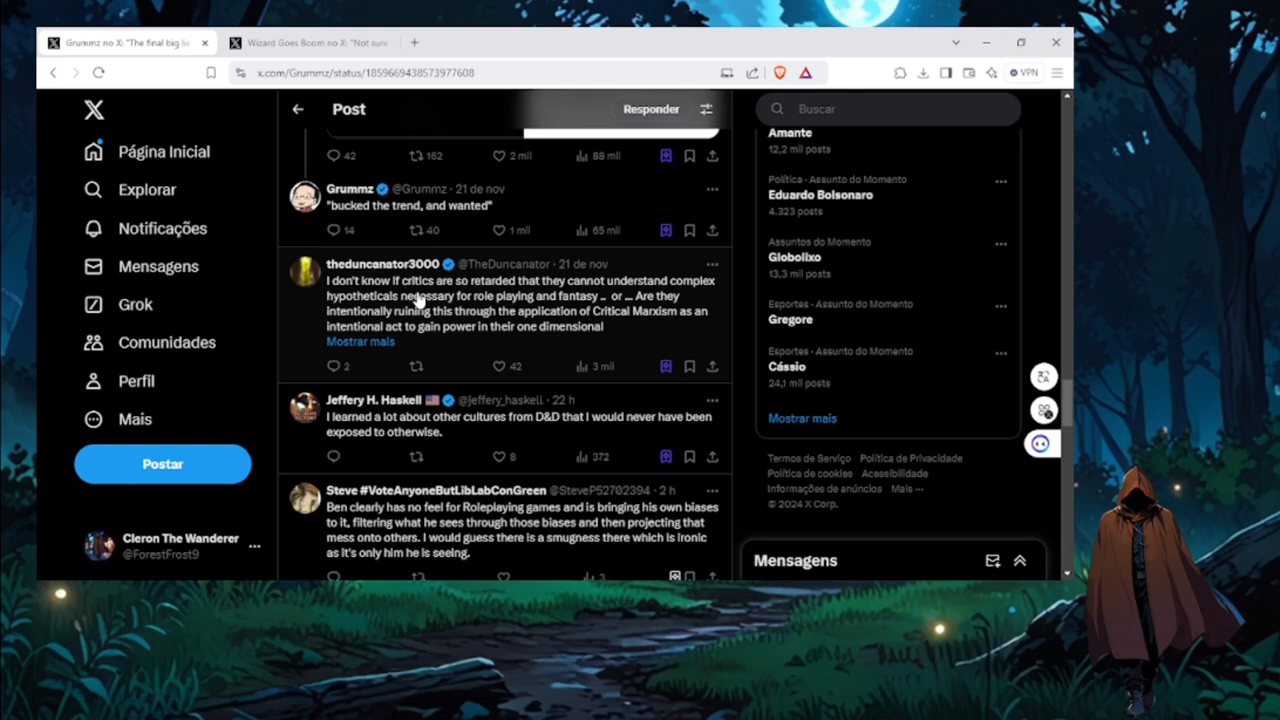 Grummz no X: "The final big lie
Wizard Goes Boom no X: "Not sure
x.com/Grummz/status/1859669438573977608
VPN
Post
Responder
Buscar
Página Inicial
Explorar
Notificações
Mensagens
Grok
Comunidades
Perfil
Mais
Postar
Cleron The Wanderer
@ForestFrost9
42 162 2 mil 88 mil
Grummz @Grummz · 21 de nov
"bucked the trend, and wanted"
14 40 1 mil 65 mil
theduncanator3000 @TheDuncanator · 21 de nov
I don't know if critics are so retarded that they cannot understand complex
hypotheticals necessary for role playing and fantasy .. or ... Are they
intentionally ruining this through the application of Critical Marxism as an
intentional act to gain power in their one dimensional
Mostrar mais
2 42 3 mil
Jeffery H. Haskell @jeffery_haskell · 22 h
I learned a lot about other cultures from D&D that I would never have been
exposed to otherwise.
8 372
Steve #VoteAnyoneButLibLabConGreen @SteveP52702394 · 2 h
Ben clearly has no feel for Roleplaying games and is bringing his own biases
to it, filtering what he sees through those biases and then projecting that
mess onto others. I would guess there is a smugness there which is ironic
as it's only him he is seeing.
3
Amante
12,2 mil posts
Política · Assunto do Momento
Eduardo Bolsonaro
4.323 posts
Assuntos do Momento
Globolixo
13,3 mil posts
Esportes · Assunto do Momento
Gregore
Esportes · Assunto do Momento
Cássio
24,1 mil posts
Mostrar mais
Termos de Serviço Política de Privacidade
Política de cookies Acessibilidade
Informações de anúncios Mais ...
© 2024 X Corp.
Mensagens